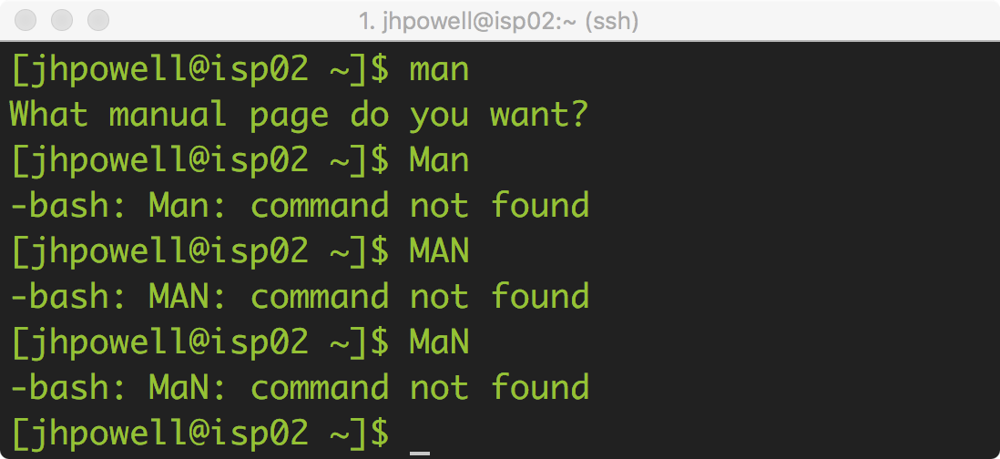 1. jhpowell@isp02:~ (ssh)
[jhpowell@isp02 ~]$ man
What manual page do you want?
[jhpowell@isp02 ~]$ Man
-bash: Man: command not found
[jhpowell@isp02 ~]$ MAN
-bash: MAN: command not found
[jhpowell@isp02 ~]$ MaN
-bash: MaN: command not found
[jhpowell@isp02 ~]$ _